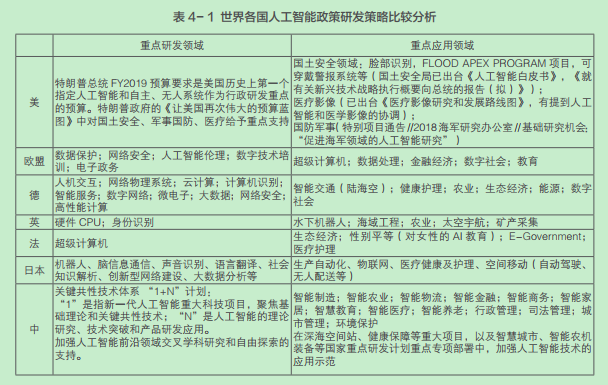 表 4-1 世界各国人工智能政策研发策略比较分析
重点研发领域
重点应用领域
美
特朗普总统 FY2019 预算要求是美国历史上第一个
指定人工智能和自主、无人系统作为行政研发重点
的预算。特朗普政府的《让美国再次伟大的预算蓝
图》中对国土安全、军事国防、医疗给予重点支持
国土安全领域；脸部识别，FLOOD APEX PROGRAM 项目，可
穿戴警报系统等（国土安全局已出台《人工智能白皮书》，《就
有关新兴技术战略执行概要向总统的报告（拟）》）；
医疗影像（已出台《医疗影像研究和发展路线图》，有提到人工
智能和医学影像的协调）；
国防军事（特别项目通告//2018 海军研究办公室//基础研究机会；
“促进海军领域的人工智能研究”）
欧盟
数据保护；网络安全；人工智能伦理；数字技术培
训；电子政务
超级计算机；数据处理；金融经济；数字社会；教育
德
人机交互；网络物理系统；云计算；计算机识别；
智能服务；数字网络；微电子；大数据；网络安全；
高性能计算
智能交通（陆海空）；健康护理；农业；生态经济；能源；数字
社会
英
硬件 CPU；身份识别
水下机器人；海域工程；农业；太空宇航；矿产采集
法
超级计算机
生态经济；性别平等（对女性的 AI 教育）；E-Government；
医疗护理
日本
机器人、脑信息通信、声音识别、语言翻译、社会
知识解析、创新型网络建设、大数据分析等
生产自动化、物联网、医疗健康及护理、空间移动（自动驾驶、
无人配送等）
中
关键共性技术体系 “1+N” 计划；
“1”是指新一代人工智能重大科技项目，聚焦基
础理论和关键共性技术；“N”是人工智能的理论
研究、技术突破和产品研发应用。
加强人工智能前沿领域交叉学科研究和自由探索的
支持。
智能制造；智能农业；智能物流；智能金融；智能商务；智能家
居；智慧教育；智能医疗；智能养老；行政管理；司法管理；城
市管理；环境保护
在深海空间站、健康保障等重大项目，以及智慧城市、智能农机
装备等国家重点研发计划重点专项部署中，加强人工智能技术的
应用示范